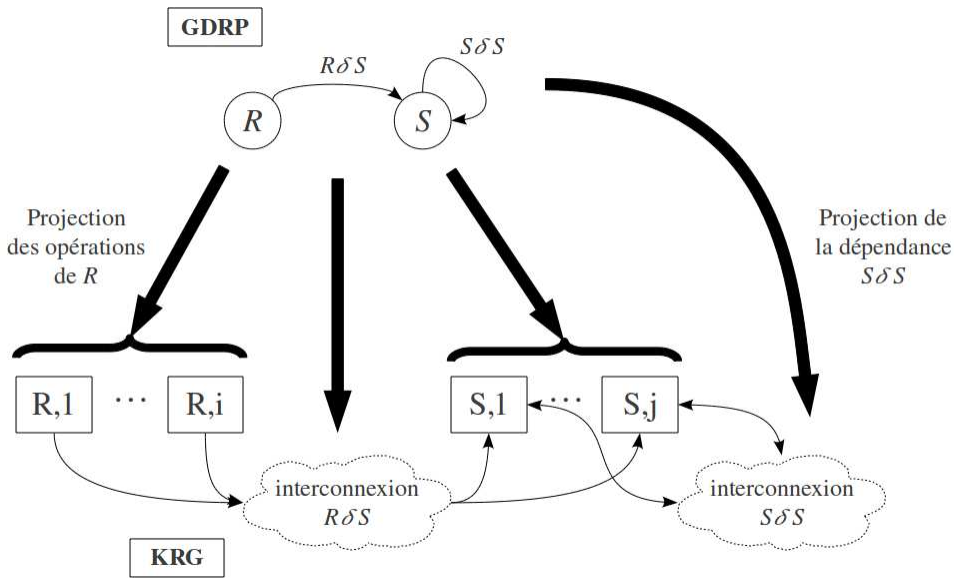 GDRP
SδS
RδS
R
S
Projection
des opérations
de R
Projection de
la dépendance
SδS
R,1
...
R,i
S,1
...
S,j
interconnexion
RδS
interconnexion
SδS
KRG